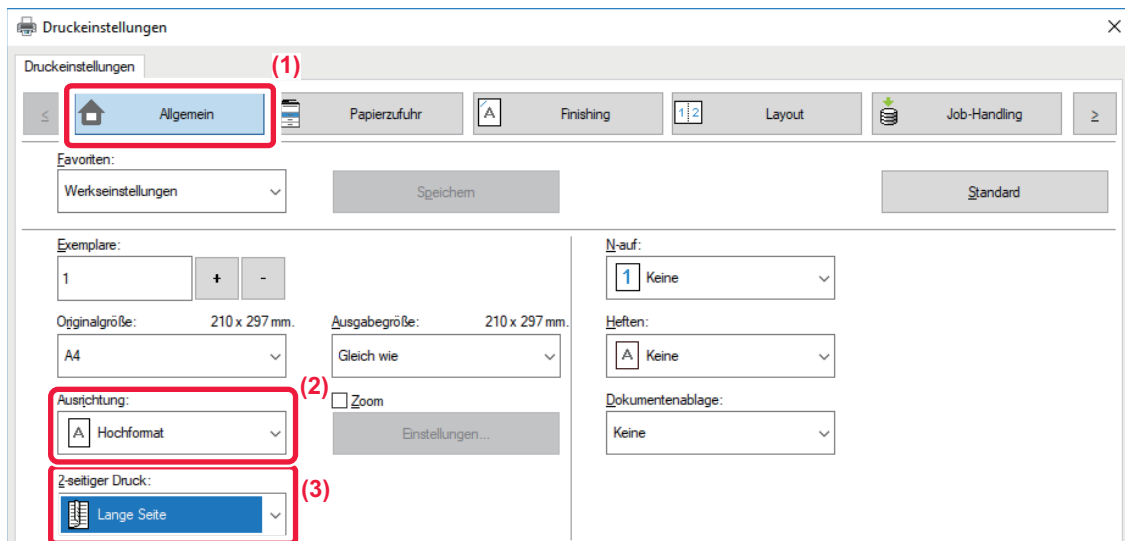 Druckeinstellungen
Druckeinstellungen
(1)
< Allgemein Papierzufuhr A Finishing 1 2 Layout Job-Handling >
Favoriten:
Werkseinstellungen Speichern Standard
Exemplare: N-auf:
1 + - 1 Keine
Originalgröße: 210 x 297 mm. Ausgabegröße: 210 x 297 mm. Heften:
A4 Gleich wie A Keine
(2)
Ausrichtung: Zoom Dokumentenablage:
A Hochformat Einstellungen... Keine
2-seitiger Druck:
(3)
Lange Seite